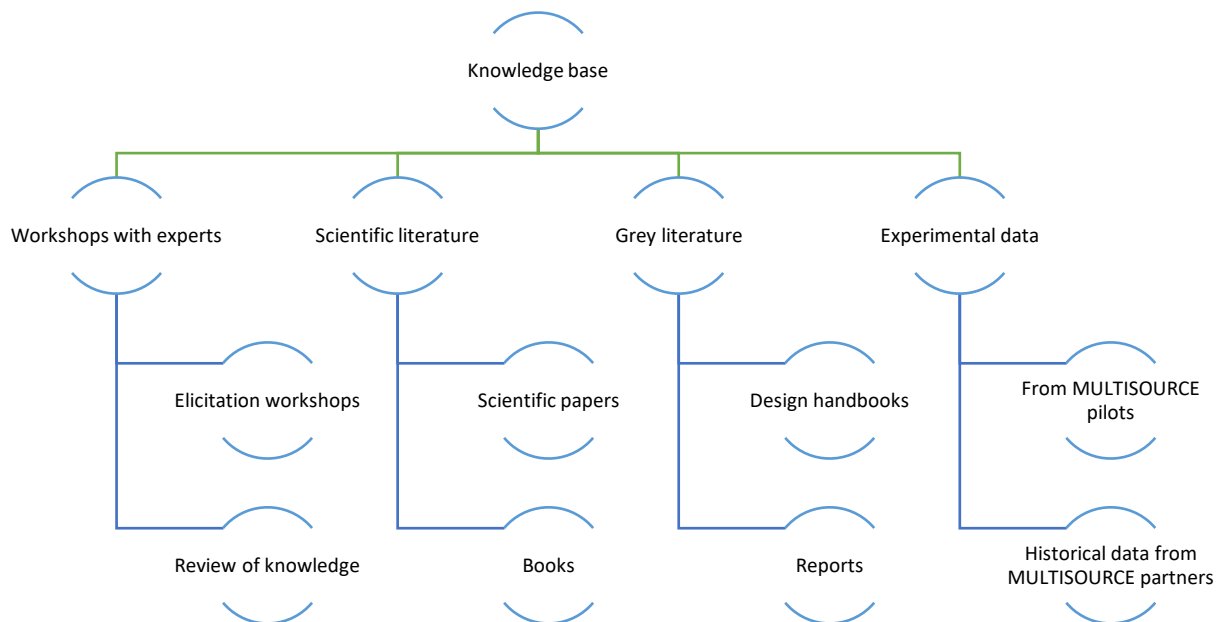 Knowledge base
Workshops with experts
Scientific literature
Grey literature
Experimental data
Elicitation workshops
Scientific papers
Design handbooks
From MULTISOURCE
pilots
Review of knowledge
Books
Reports
Historical data from
MULTISOURCE partners